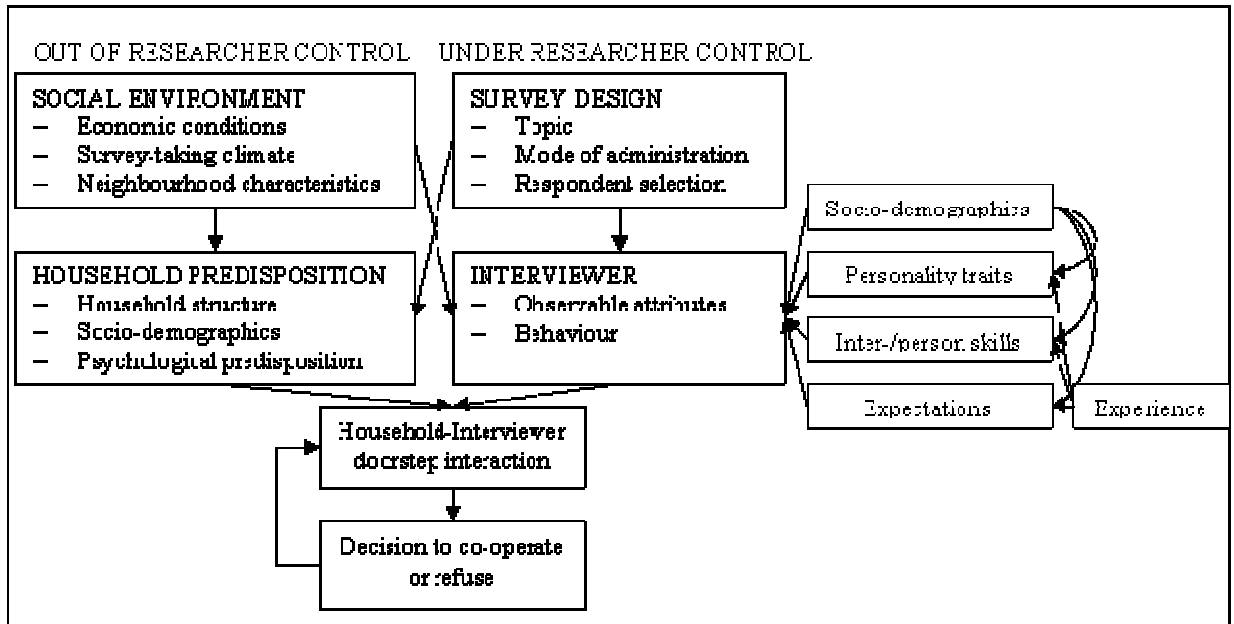 OUT OF RESEARCHER CONTROL
UNDER RESEARCHER CONTROL
SOCIAL ENVIRONMENT
– Economic conditions
– Survey-taking climate
– Neighbourhood characteristics
SURVEY DESIGN
– Topic
– Mode of administration
– Respondent selection
HOUSEHOLD PREDISPOSITION
– Household structure
– Socio-demographics
– Psychological predisposition
INTERVIEWER
– Observable attributes
– Behaviour
Socio-demographics
Personality traits
Inter-/person skills
Expectations
Experience
Household-Interviewer
doorstep interaction
Decision to co-operate
or refuse